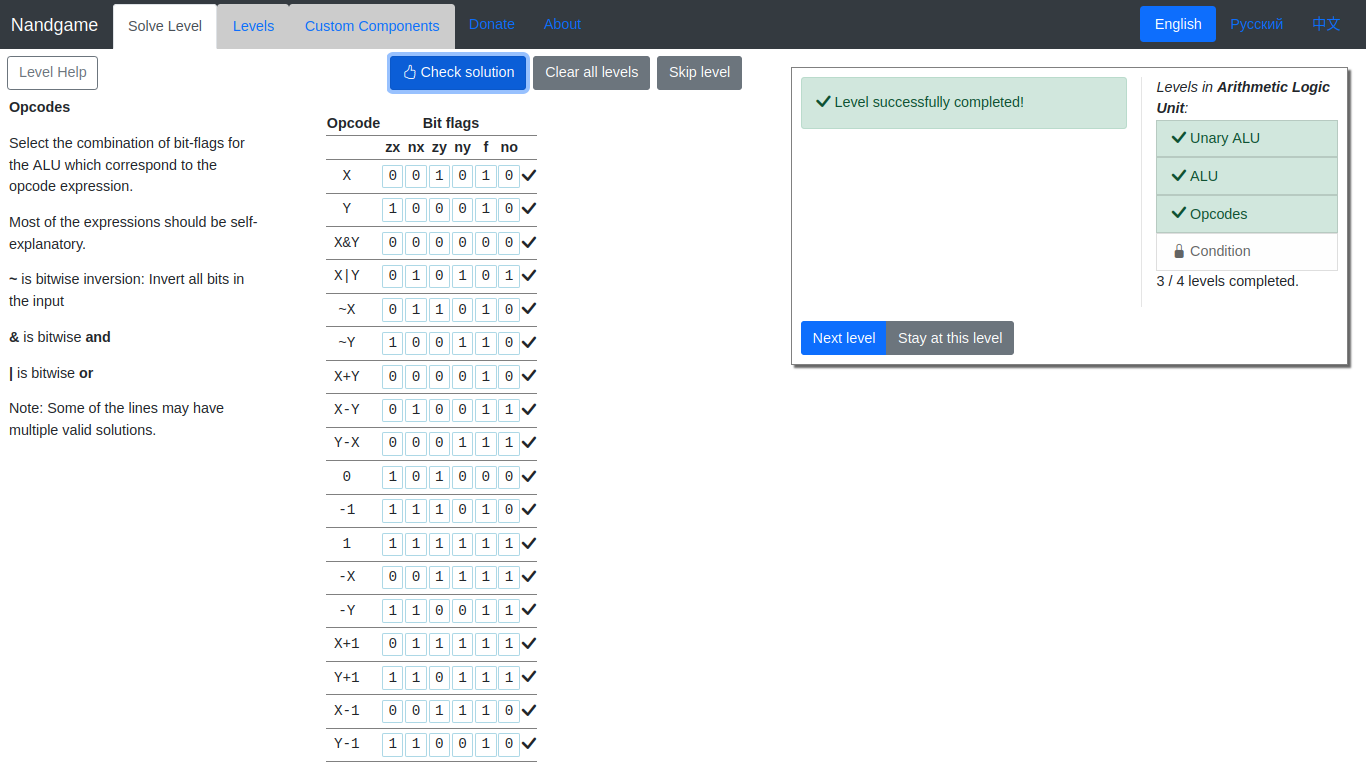 Nandgame
Solve Level
Levels
Custom Components
Donate
About
English
Русский
中文
Level Help
Check solution
Clear all levels
Skip level
Opcodes
Select the combination of bit-flags for
the ALU which correspond to the
opcode expression.
Most of the expressions should be self-
explanatory.
~ is bitwise inversion: Invert all bits in
the input
& is bitwise and
| is bitwise or
Note: Some of the lines may have
multiple valid solutions.
Opcode Bit flags
zx nx zy ny f no
X 0 0 1 0 1 0
Y 1 0 0 0 1 0
X&Y 0 0 0 0 0 0
X|Y 0 1 0 1 0 1
~X 0 1 1 0 1 0
~Y 1 0 0 1 1 0
X+Y 0 0 0 0 1 0
X-Y 0 1 0 0 1 1
Y-X 0 0 0 1 1 1
0 1 0 1 0 0 0
-1 1 1 1 0 1 0
1 1 1 1 1 1 1
-X 0 0 1 1 1 1
-Y 1 1 0 0 1 1
X+1 0 1 1 1 1 1
Y+1 1 1 0 1 1 1
X-1 0 0 1 1 1 0
Y-1 1 1 0 0 1 0
Level successfully completed!
Levels in Arithmetic Logic
Unit:
Unary ALU
ALU
Opcodes
Condition
3 / 4 levels completed.
Next level
Stay at this level